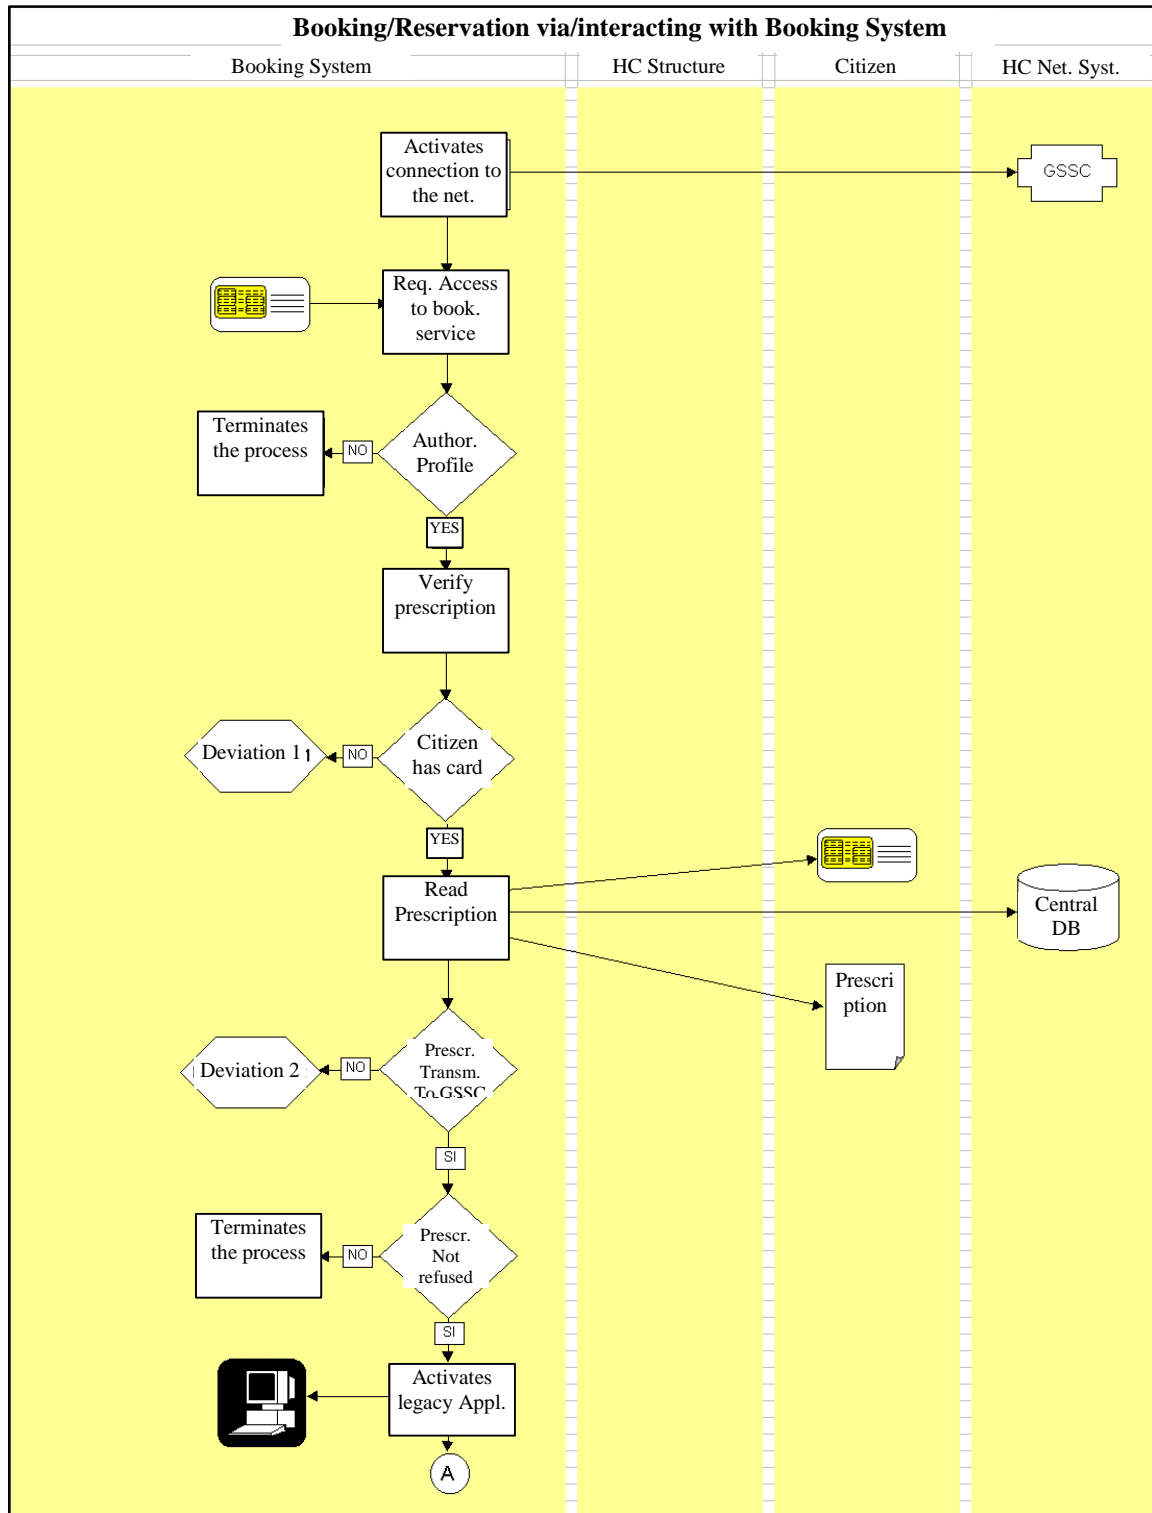 Booking/Reservation via/interacting with Booking System
Booking System
HC Structure
Citizen
HC Net. Syst.
Activates
connection to
the net.
GSSC
Req. Access
to book.
service
Author.
Profile
NO
Terminates
the process
YES
Verify
prescription
Citizen
has card
NO
Deviation 1 1
YES
Read
Prescription
Central
DB
Prescri
ption
Prescr.
Transm.
To GSSC
NO
Deviation 2
SI
Prescr.
Not
refused
NO
Terminates
the process
SI
Activates
legacy Appl.
A